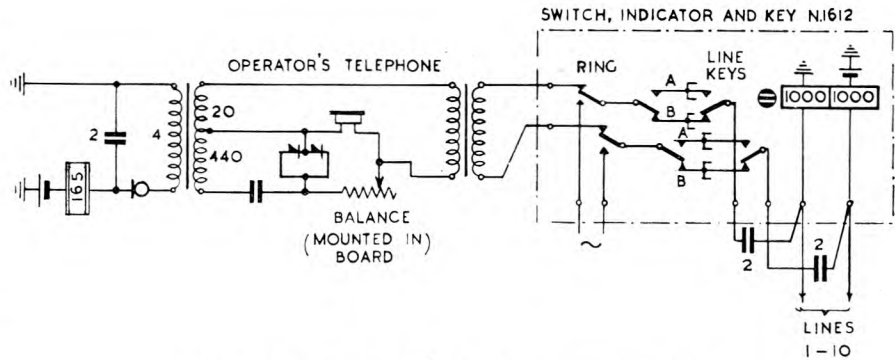 SWITCH, INDICATOR AND KEY N.1612
OPERATOR'S TELEPHONE
RING
LINE
KEYS
A
B
A
B
1000 1000
2
4
20
440
165
BALANCE
(MOUNTED IN)
BOARD
~
2
2
LINES
1-10